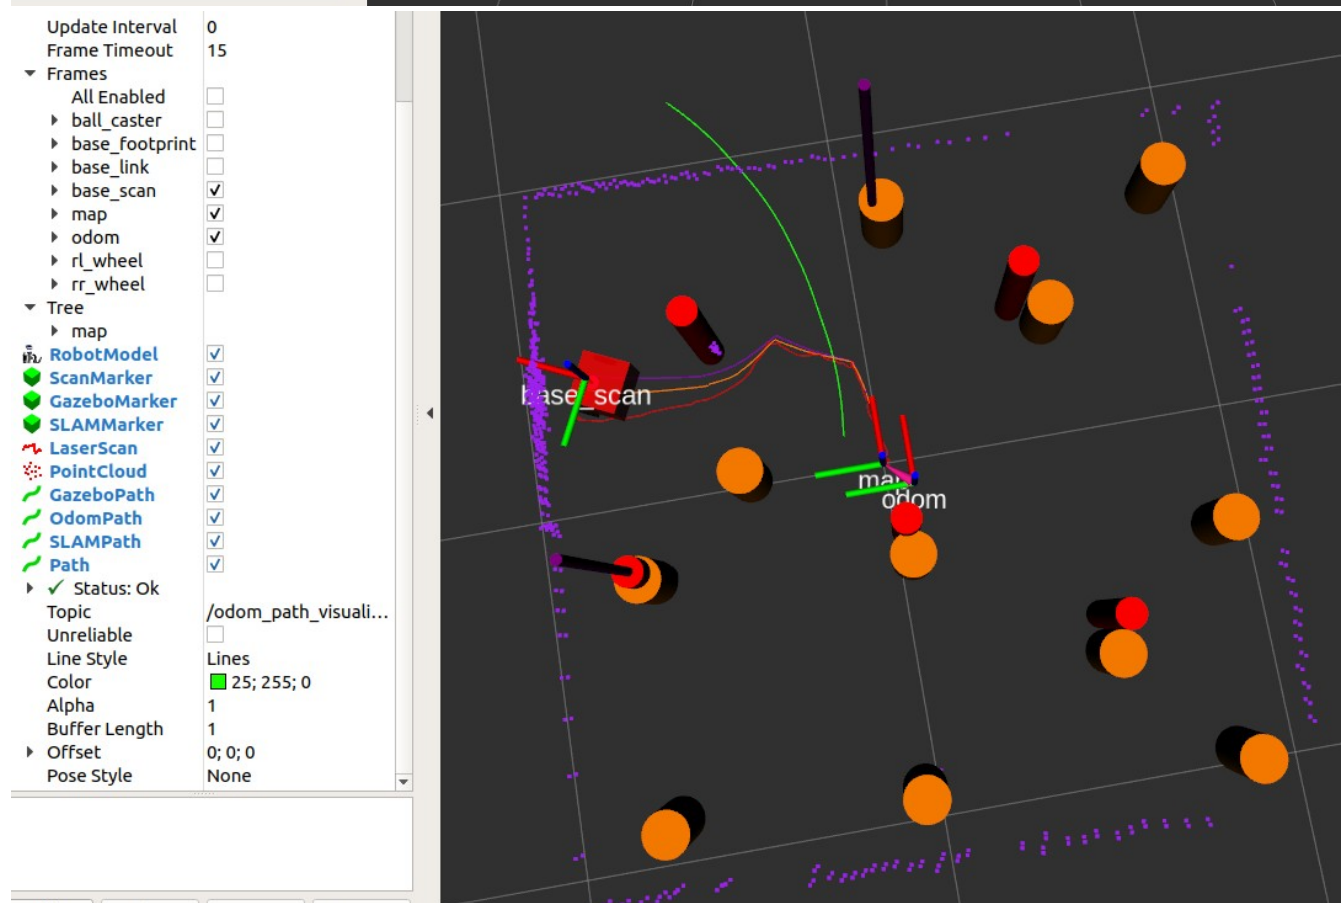 Update Interval 0
Frame Timeout 15
Frames
All Enabled
ball_caster
base_footprint
base_link
base_scan
map
odom
rl_wheel
rr_wheel
Tree
map
RobotModel
ScanMarker
GazeboMarker
SLAMMarker
LaserScan
PointCloud
GazeboPath
OdomPath
SLAMPath
Path
Status: Ok
Topic /odom_path_visuali...
Unreliable
Line Style Lines
Color 25; 255; 0
Alpha 1
Buffer Length 1
Offset 0; 0; 0
Pose Style None
base_scan
map
odom